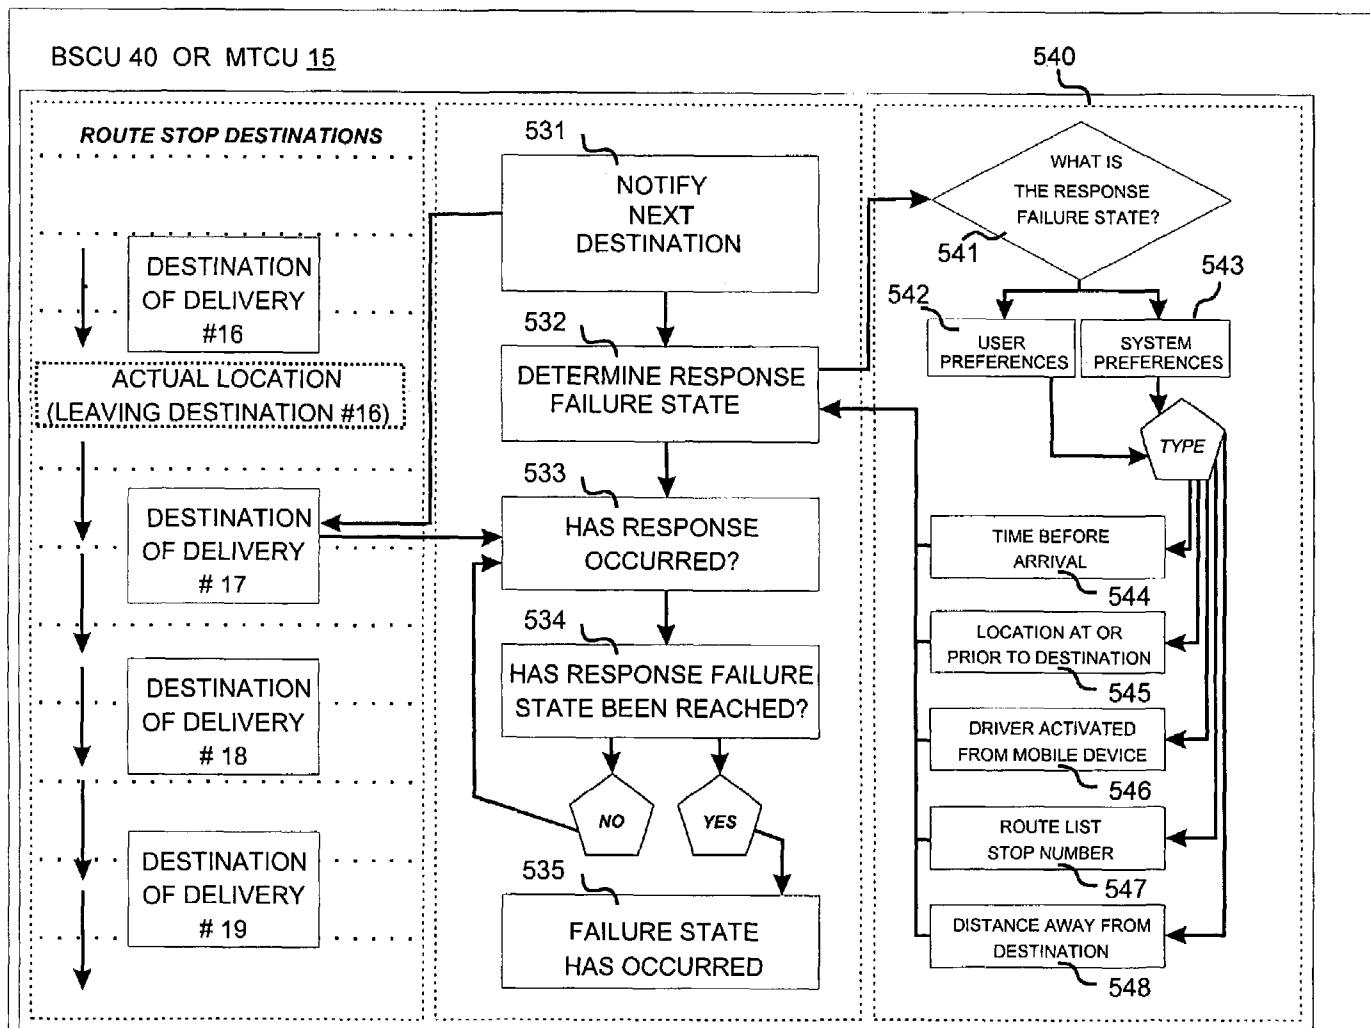 BSCU 40 OR MTCU 15
ROUTE STOP DESTINATIONS
DESTINATION
OF DELIVERY
#16
ACTUAL LOCATION
(LEAVING DESTINATION #16)
DESTINATION
OF DELIVERY
# 17
DESTINATION
OF DELIVERY
# 18
DESTINATION
OF DELIVERY
# 19
531
NOTIFY
NEXT
DESTINATION
532
DETERMINE RESPONSE
FAILURE STATE
533
HAS RESPONSE
OCCURRED?
534
HAS RESPONSE FAILURE
STATE BEEN REACHED?
NO
YES
535
FAILURE STATE
HAS OCCURRED
540
WHAT IS
THE RESPONSE
FAILURE STATE?
541
542
USER
PREFERENCES
543
SYSTEM
PREFERENCES
TYPE
TIME BEFORE
ARRIVAL
544
LOCATION AT OR
PRIOR TO DESTINATION
545
DRIVER ACTIVATED
FROM MOBILE DEVICE
546
ROUTE LIST
STOP NUMBER
547
DISTANCE AWAY FROM
DESTINATION
548